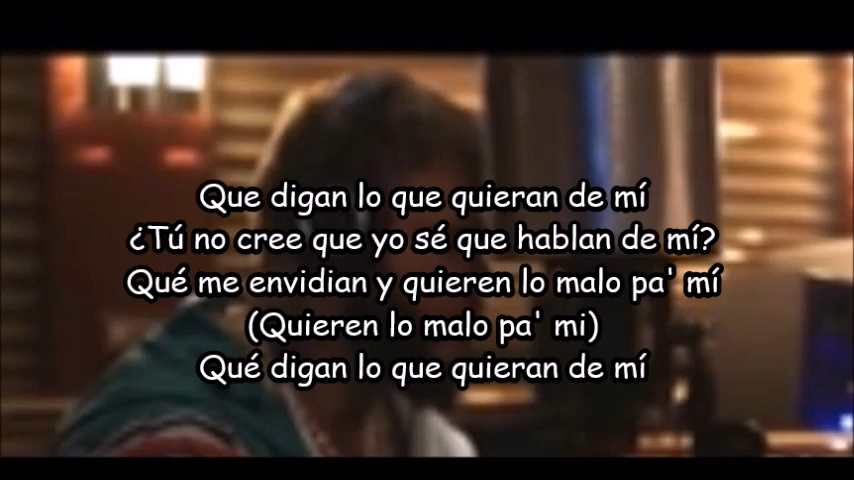 Que digan lo que quieran de mí
¿Tú no cree que yo sé que hablan de mí?
Qué me envidian y quieren lo malo pa' mí
(Quieren lo malo pa' mi)
Qué digan lo que quieran de mí